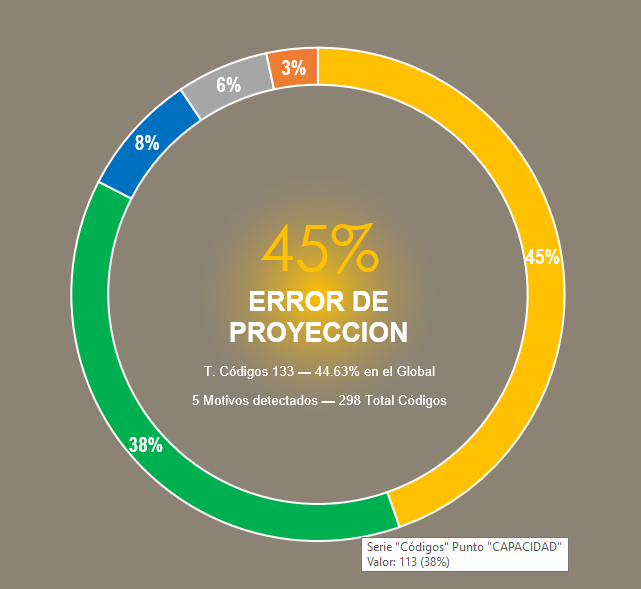 3%
6%
8%
45%
45%
ERROR DE
PROYECCION
T. Códigos 133 — 44.63% en el Global
5 Motivos detectados — 298 Total Códigos
38%
Serie "Códigos" Punto "CAPACIDAD"
Valor: 113 (38%)